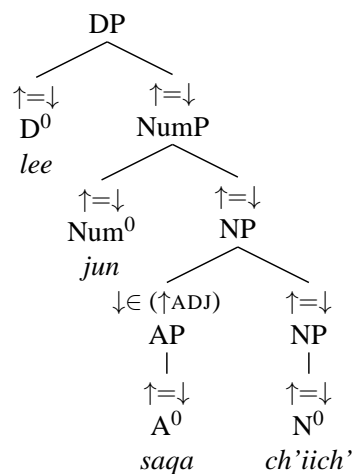 DP
↑=↓ ↑=↓
D⁰ NumP
lee
↑=↓ ↑=↓
Num⁰ NP
jun
↓∈ (↑ADJ) ↑=↓
AP NP
↑=↓ ↑=↓
A⁰ N⁰
saqa ch'iich'